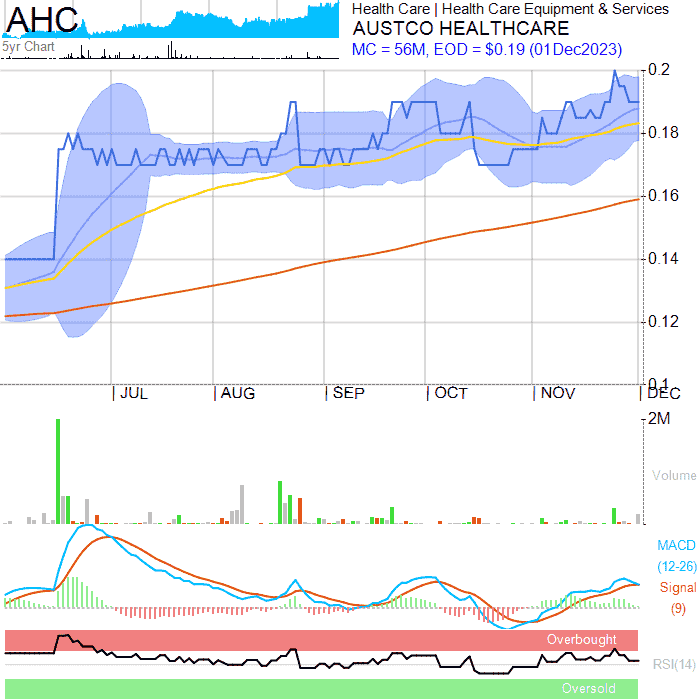 AHC
5yr Chart
Health Care | Health Care Equipment & Services
AUSTCO HEALTHCARE
MC = 56M, EOD = $0.19 (01Dec2023)
0.2
0.18
0.16
0.14
0.12
0.1
JUL AUG SEP OCT NOV DEC
2M
Volume
MACD
(12-26)
Signal
(9)
Overbought
RSI(14)
Oversold